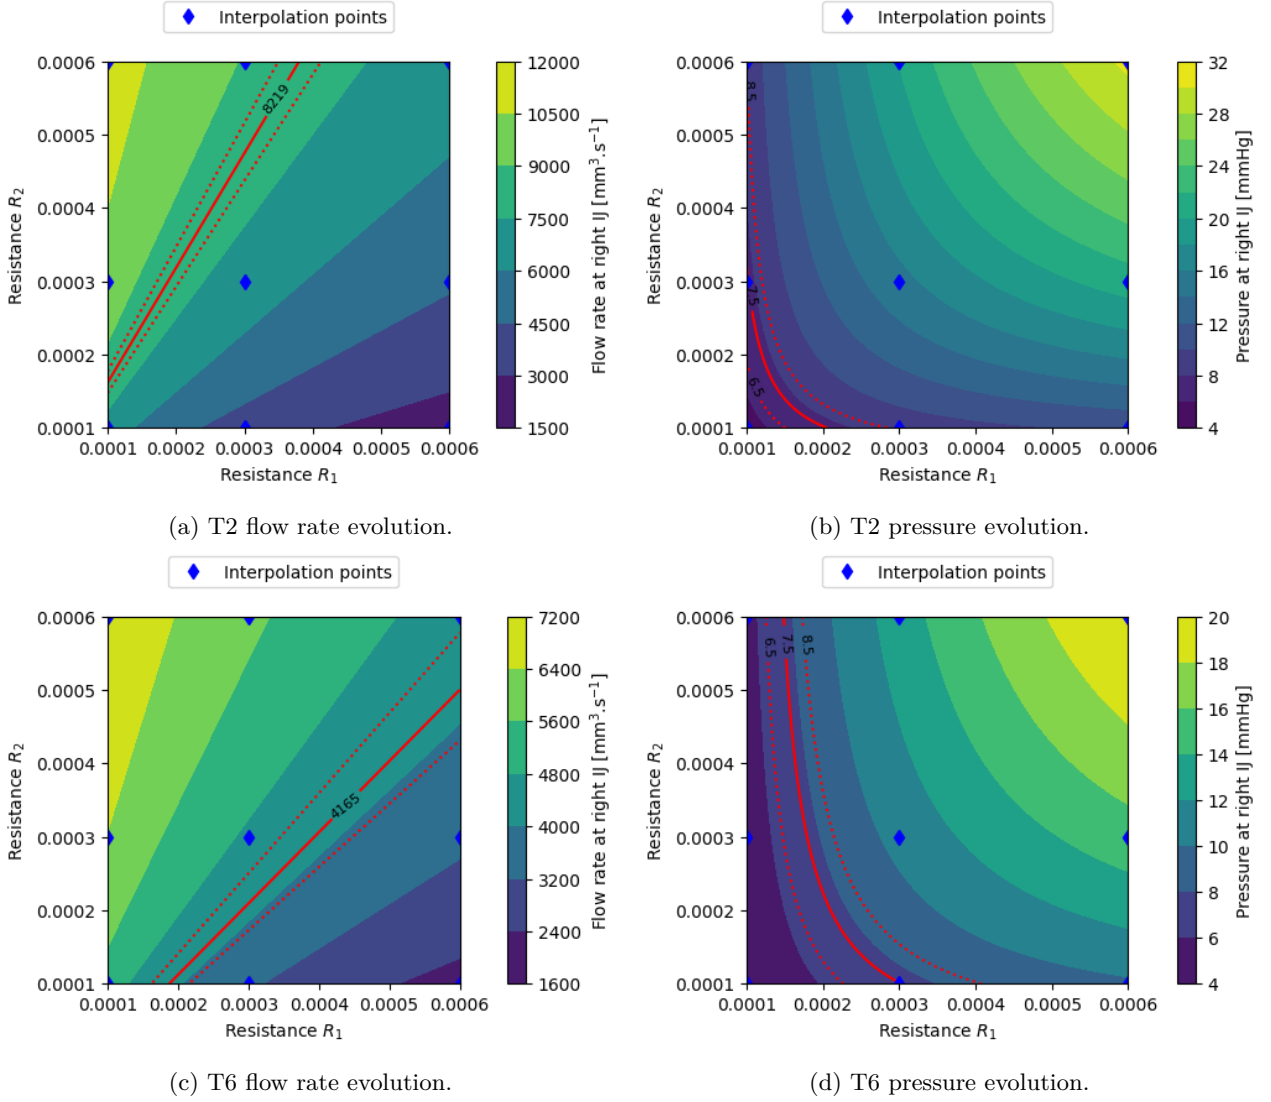 Interpolation points
0.0006
0.0005
0.0004
0.0003
0.0002
0.0001
Resistance R2
8219
0.0001 0.0002 0.0003 0.0004 0.0005 0.0006
Resistance R1
12000
10500
9000
7500
6000
4500
3000
1500
Flow rate at right IJ [mm³.s⁻¹]
(a) T2 flow rate evolution.
Interpolation points
0.0006
0.0005
0.0004
0.0003
0.0002
0.0001
Resistance R2
8.5
7.5
6.5
0.0001 0.0002 0.0003 0.0004 0.0005 0.0006
Resistance R1
32
28
24
20
16
12
8
4
Pressure at right IJ [mmHg]
(b) T2 pressure evolution.
Interpolation points
0.0006
0.0005
0.0004
0.0003
0.0002
0.0001
Resistance R2
4165
0.0001 0.0002 0.0003 0.0004 0.0005 0.0006
Resistance R1
7200
6400
5600
4800
4000
3200
2400
1600
Flow rate at right IJ [mm³.s⁻¹]
(c) T6 flow rate evolution.
Interpolation points
0.0006
0.0005
0.0004
0.0003
0.0002
0.0001
Resistance R2
6.5
7.5
8.5
0.0001 0.0002 0.0003 0.0004 0.0005 0.0006
Resistance R1
20
18
16
14
12
10
8
6
4
Pressure at right IJ [mmHg]
(d) T6 pressure evolution.